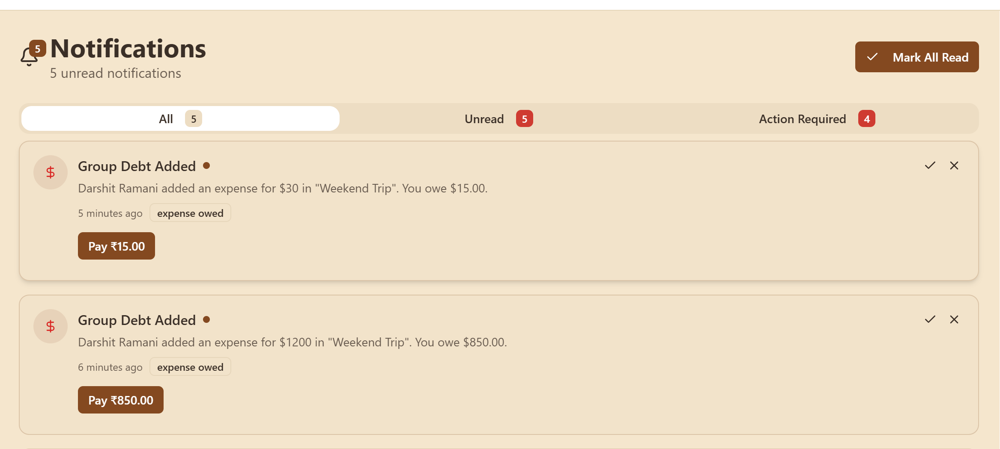 5
Notifications
5 unread notifications
Mark All Read
All 5
Unread 5
Action Required 4
$
Group Debt Added
Darshit Ramani added an expense for $30 in "Weekend Trip". You owe $15.00.
5 minutes ago expense owed
Pay ₹15.00
$
Group Debt Added
Darshit Ramani added an expense for $1200 in "Weekend Trip". You owe $850.00.
6 minutes ago expense owed
Pay ₹850.00